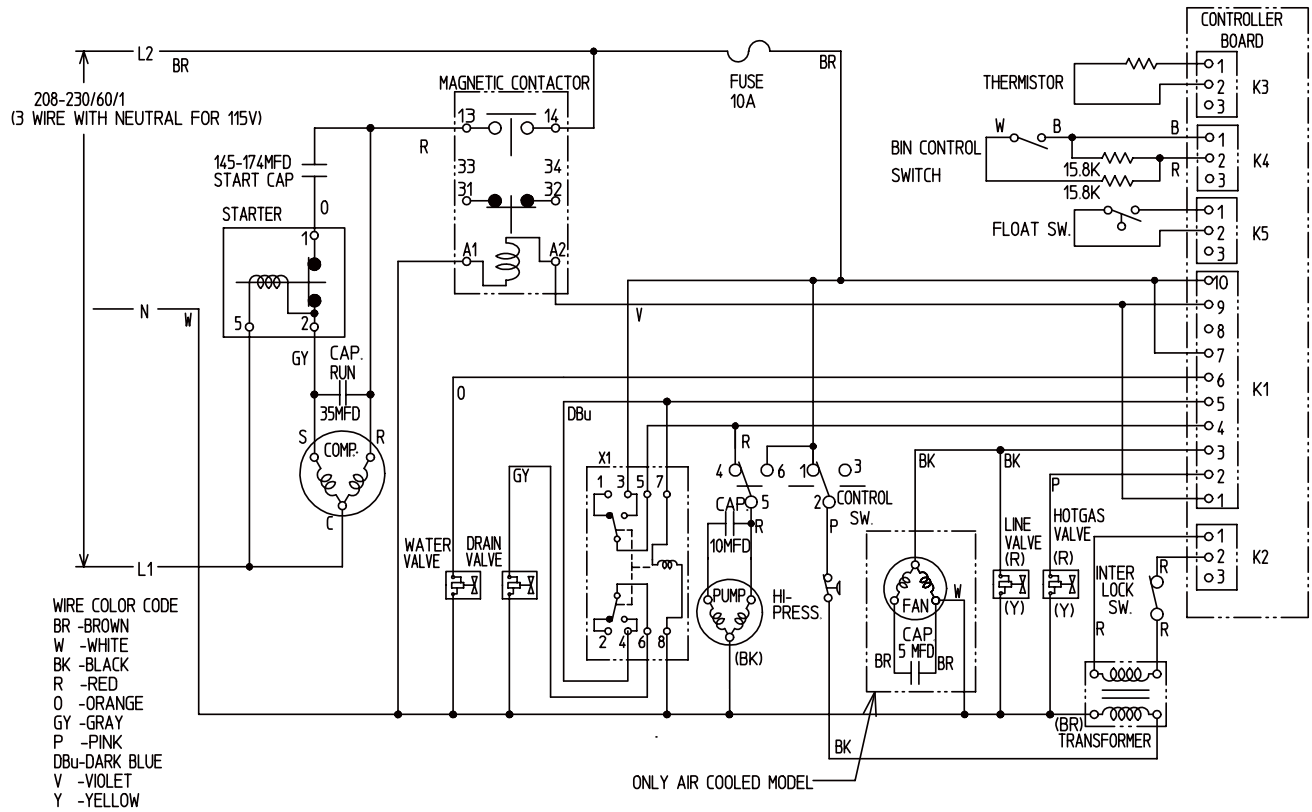 CONTROLLER
BOARD
L2
BR
FUSE
10A
BR
MAGNETIC CONTACTOR
208-230/60/1
(3 WIRE WITH NEUTRAL FOR 115V)
THERMISTOR
1
2
3
K3
13
14
R
33
34
31
32
A1
A2
145-174MFD
START CAP
O
STARTER
1
5
2
GY
BIN CONTROL
SWITCH
W
B
B
15.8K
15.8K
R
1
2
3
K4
FLOAT SW.
1
2
3
K5
N
W
V
10
9
8
7
6
5
4
3
2
1
K1
CAP.
RUN
35MFD
S
R
COMP.
C
O
DBu
GY
X1
1
3
5
7
2
4
6
8
R
4
6
5
1
3
2
CONTROL
SW.
CAP.
10MFD
R
P
BK
BK
P
WATER
VALVE
DRAIN
VALVE
PUMP
(BK)
HI-
PRESS.
FAN
W
CAP
5 MFD
BR
BR
LINE
VALVE
(R)
(Y)
HOTGAS
VALVE
(R)
(Y)
INTER
LOCK
SW.
R
R
R
1
2
3
K2
L1
(BR)
TRANSFORMER
BK
ONLY AIR COOLED MODEL
WIRE COLOR CODE
BR -BROWN
W -WHITE
BK -BLACK
R -RED
O -ORANGE
GY -GRAY
P -PINK
DBu-DARK BLUE
V -VIOLET
Y -YELLOW